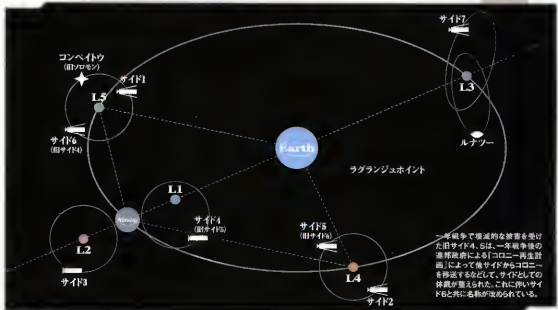 サイド7
コンペイトウ
(旧ソロモン)
サイド1
L5
L3
サイド6
(旧サイド4)
Earth
ルナツー
ラグランジュポイント
L1
Moon
サイド4
(旧サイド5)
L2
サイド5
(旧サイド6)
サイド3
L4
サイド2
一年戦争で壊滅的な被害を受け
た旧サイド4、5は、一年戦争後の
連邦政府による「コロニー再生計
画」によって他サイドからコロニー
を移送するなどして、サイドとしての
体裁が整えられた。これに伴いサイ
ド6と共に名称が改められている。